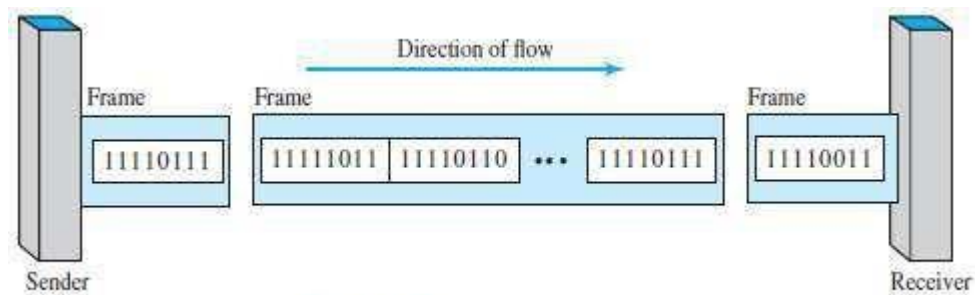 Direction of flow
Frame
Frame
Frame
11110111
11111011 11110110 ••• 11110111
11110011
Sender
Receiver